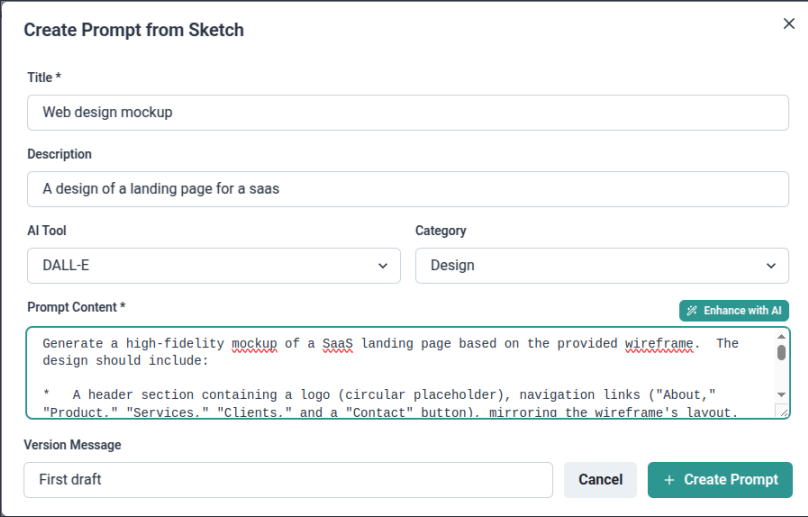 Create Prompt from Sketch
Title *
Web design mockup
Description
A design of a landing page for a saas
AI Tool
Category
DALL-E
Design
Prompt Content *
Enhance with AI
Generate a high-fidelity mockup of a SaaS landing page based on the provided wireframe.  The
design should include:
*   A header section containing a logo (circular placeholder), navigation links ("About,"
"Product," "Services," "Clients," and a "Contact" button), mirroring the wireframe's layout.
Version Message
First draft
Cancel
+ Create Prompt